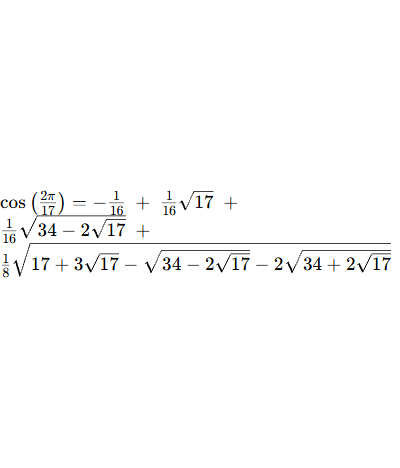 cos(2π/17) = −1/16 + 1/16√17 +
1/16√(34 − 2√17) +
1/8√(17 + 3√17 − √(34 − 2√17) − 2√(34 + 2√17))